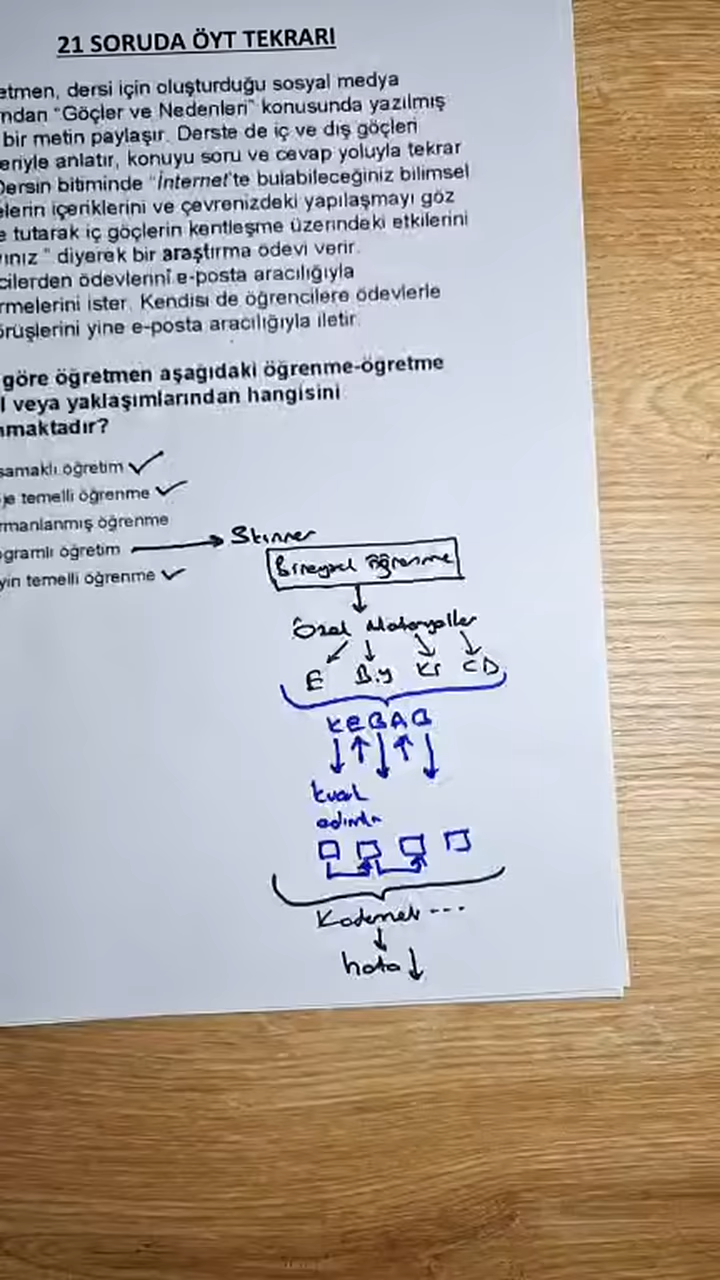 21 SORUDA ÖYT TEKRARI
etmen, dersi için oluşturduğu sosyal medya
ndan "Göçler ve Nedenleri" konusunda yazılmış
bir metin paylaşır. Derste de iç ve dış göçleri
eriyle anlatır, konuyu soru ve cevap yoluyla tekrar
Dersin bitiminde "İnternet'te bulabileceğiniz bilimsel
elerin içeriklerini ve çevrenizdeki yapılaşmayı göz
e tutarak iç göçlerin kentleşme üzerindeki etkilerini
ınız " diyerek bir araştırma ödevi verir.
cilerden ödevlerini e-posta aracılığıyla
rmelerini ister. Kendisi de öğrencilere ödevlerle
örüşlerini yine e-posta aracılığıyla iletir.
göre öğretmen aşağıdaki öğrenme-öğretme
l veya yaklaşımlarından hangisini
nmaktadır?
samaklı öğretim
je temelli öğrenme
rmanlanmış öğrenme
ogramlı öğretim
Skinner
yin temelli öğrenme
Bireysel Öğrenme
Özel Materyaller
E B.y Kt CD
KEBAB
adımla
Kademeli ...
hata